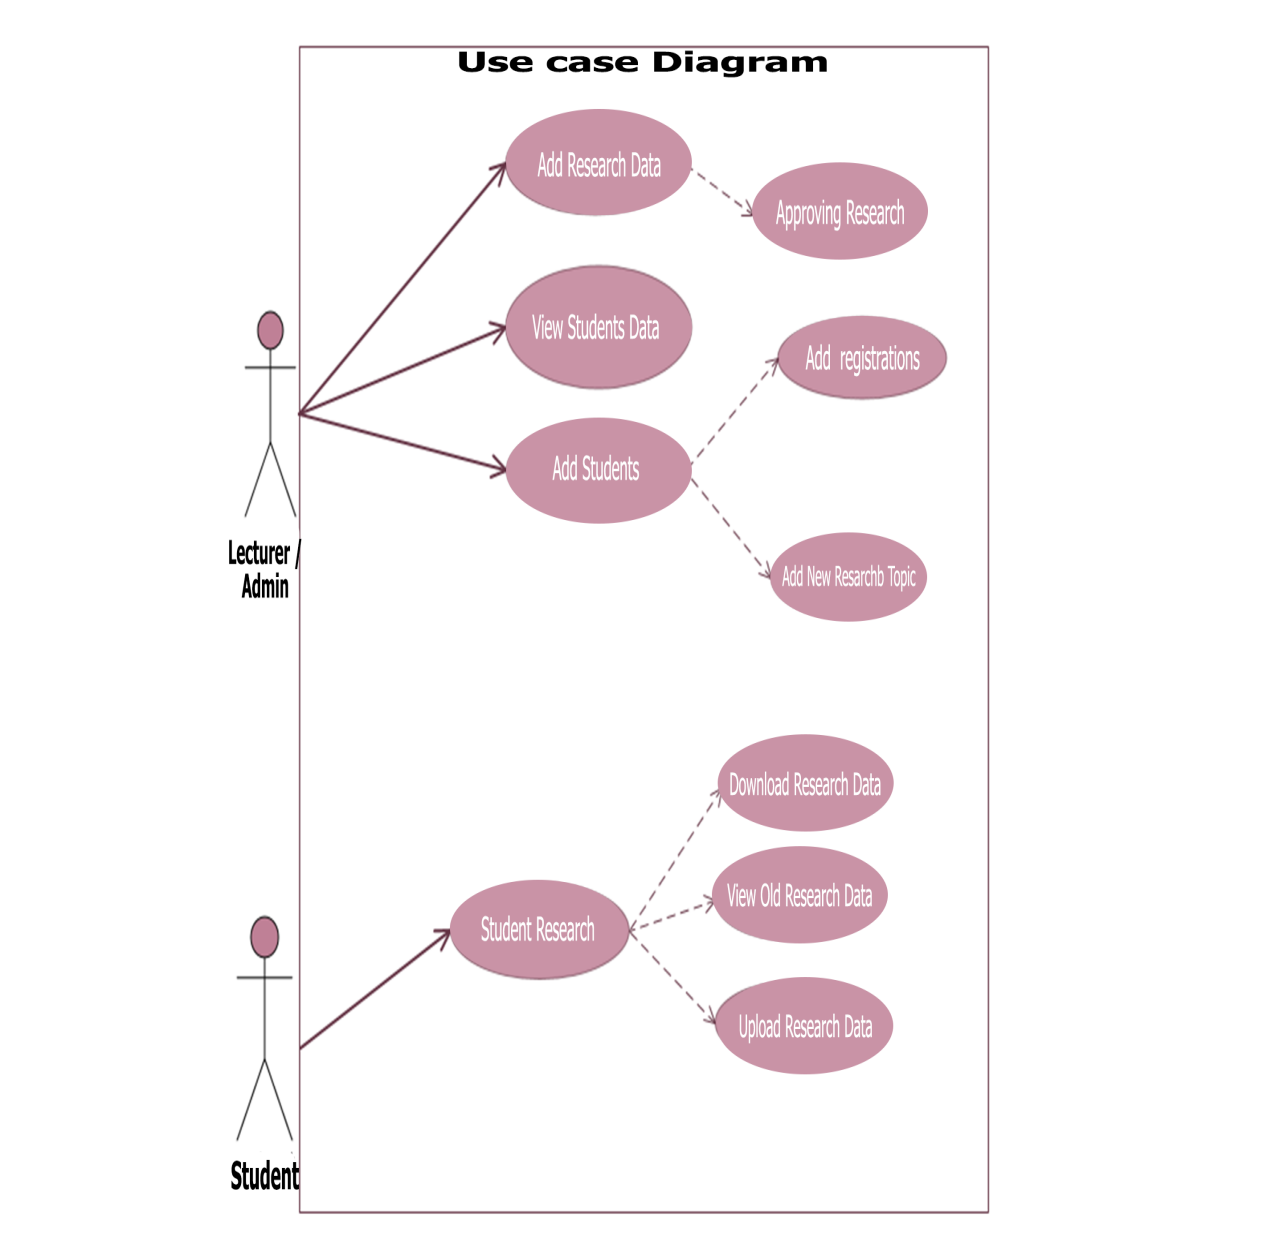 Use case Diagram
Add Research Data
Approving Research
View Students Data
Add  registrations
Add Students
Lecturer /
Admin
Add New Resarchb Topic
Download Research Data
View Old Research Data
Student Research
Upload Research Data
Student